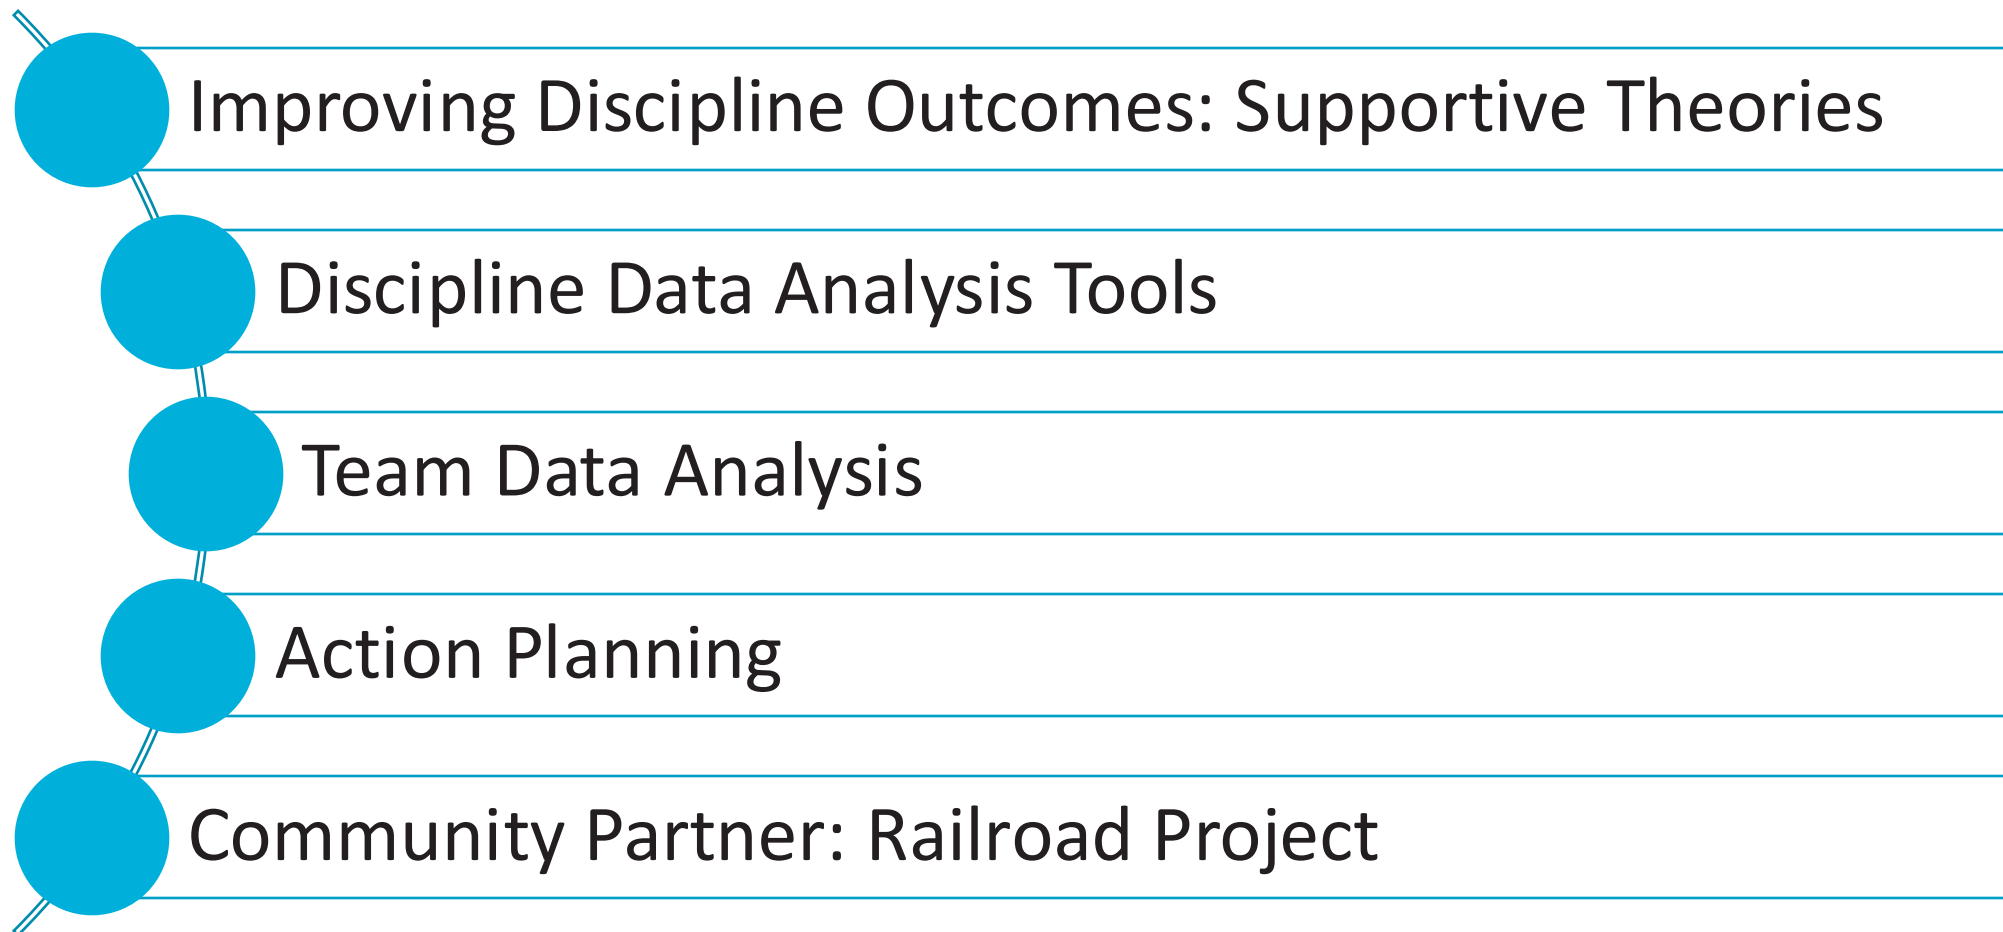 Improving Discipline Outcomes: Supportive Theories
Discipline Data Analysis Tools
Team Data Analysis
Action Planning
Community Partner: Railroad Project